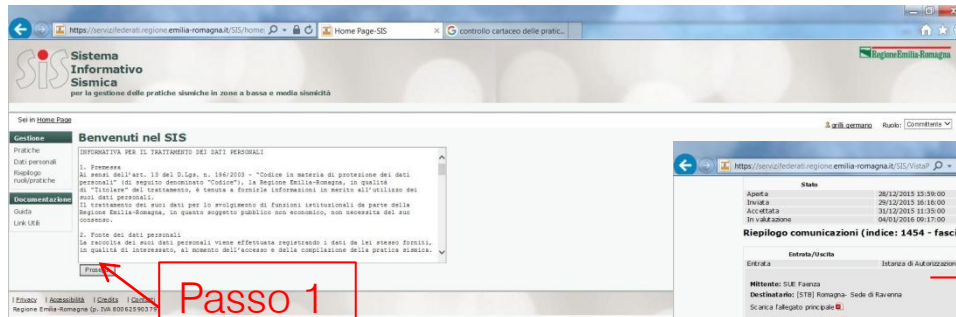 https://servizifederati.regione.emilia-romagna.it/SIS/home
Home Page-SIS
controllo cartaceo delle pratic...
SiS
Sistema
Informativo
Sismica
per la gestione delle pratiche sismiche in zone a bassa e media sismicità
RegioneEmilia-Romagna
Sei in Home Page
grilli germano Ruolo: Committente
Gestione
Pratiche
Dati personali
Riepilogo
ruoli/pratiche
Documentazione
Guida
Link Utili
Benvenuti nel SIS
INFORMATIVA PER IL TRATTAMENTO DEI DATI PERSONALI
1. Premessa
Ai sensi dell'art. 13 del D.Lgs. n. 196/2003 - "Codice in materia di protezione dei dati
personali" (di seguito denominato "Codice"), la Regione Emilia-Romagna, in qualità
di "Titolare" del trattamento, è tenuta a fornirle informazioni in merito all'utilizzo dei
suoi dati personali.
Il trattamento dei suoi dati per lo svolgimento di funzioni istituzionali da parte della
Regione Emilia-Romagna, in quanto soggetto pubblico non economico, non necessita del suo
consenso.
2. Fonte dei dati personali
La raccolta dei suoi dati personali viene effettuata registrando i dati da lei stesso forniti,
in qualità di interessato, al momento dell'accesso e della compilazione della pratica sismica.
Passo 1
| Privacy | Accessibilità | Credits |
Regione Emilia-Romagna (p. IVA 80062590379
https://servizifederati.regione.emilia-romagna.it/SIS/VistaP
Stato
Aperta 28/12/2015 15:59:00
Inviata 29/12/2015 16:16:00
Accettata 31/12/2015 11:35:00
In valutazione 04/01/2016 09:17:00
Riepilogo comunicazioni (indice: 1454 - fasci
Entrata/Uscita
Entrata Istanza di Autorizzazion
Mittente: SUE Faenza
Destinatario: [STB] Romagna- Sede di Ravenna
Scarica l'allegato principale